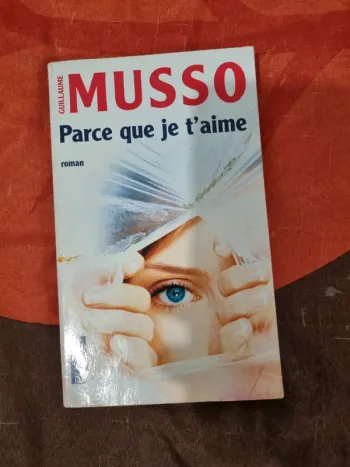 GUILLAUME
MUSSO
Parce que je t'aime
roman